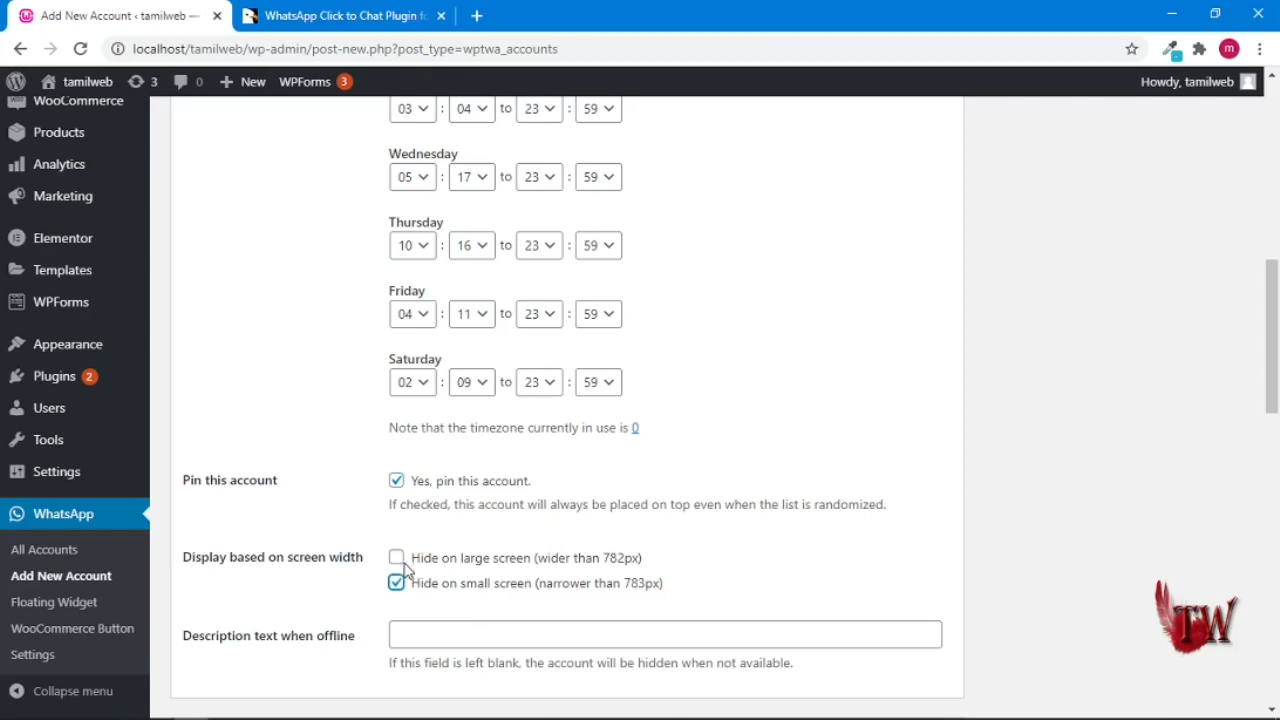 Add New Account ‹ tamilweb —
WhatsApp Click to Chat Plugin fo
localhost/tamilweb/wp-admin/post-new.php?post_type=wptwa_accounts
m
tamilweb 3 0 New WPForms 3 Howdy, tamilweb
WooCommerce
Products
Analytics
Marketing
Elementor
Templates
WPForms
Appearance
Plugins 2
Users
Tools
Settings
WhatsApp
All Accounts
Add New Account
Floating Widget
WooCommerce Button
Settings
Collapse menu
03 : 04 to 23 : 59
Wednesday
05 : 17 to 23 : 59
Thursday
10 : 16 to 23 : 59
Friday
04 : 11 to 23 : 59
Saturday
02 : 09 to 23 : 59
Note that the timezone currently in use is 0
Pin this account
Yes, pin this account.
If checked, this account will always be placed on top even when the list is randomized.
Display based on screen width
Hide on large screen (wider than 782px)
Hide on small screen (narrower than 783px)
Description text when offline
If this field is left blank, the account will be hidden when not available.
TW